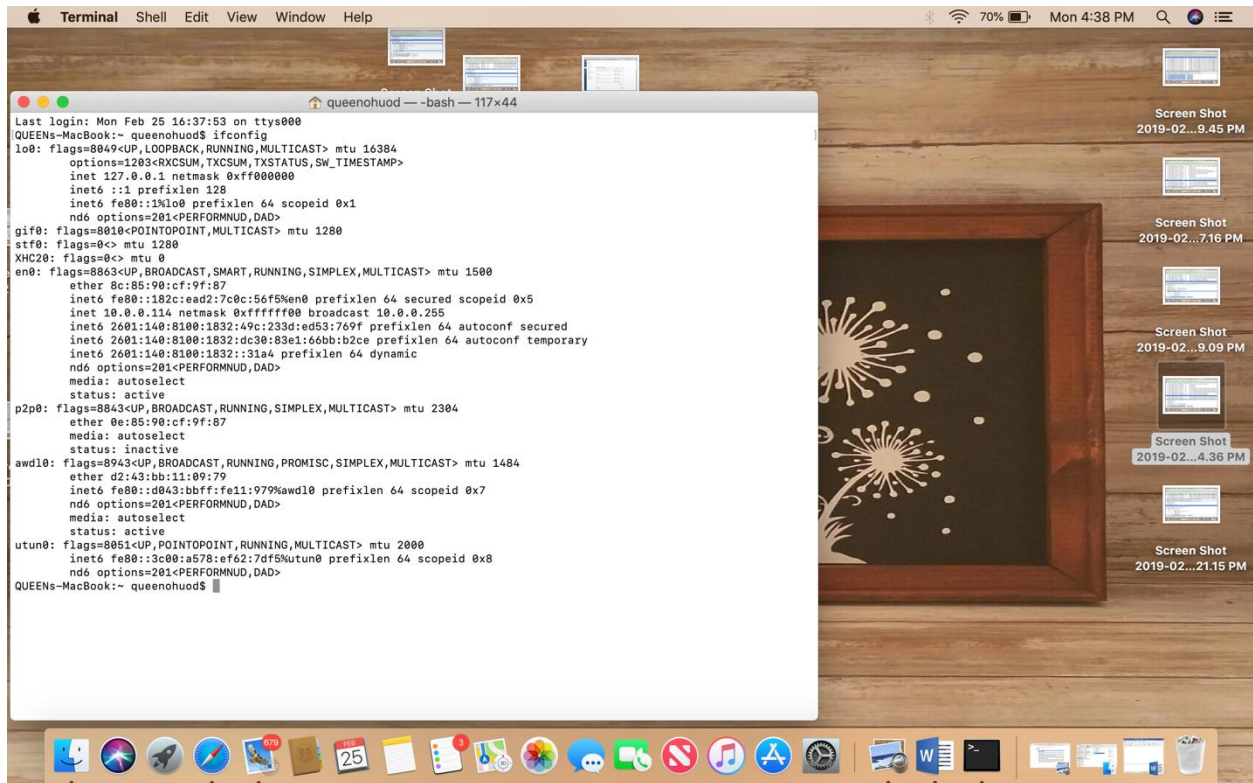 Terminal Shell Edit View Window Help 70% Mon 4:38 PM
queenohuod — -bash — 117×44
Last login: Mon Feb 25 16:37:53 on ttys000
[QUEENs-MacBook:~ queenohuod$ ifconfig ]
lo0: flags=8049<UP,LOOPBACK,RUNNING,MULTICAST> mtu 16384
options=1203<RXCSUM,TXCSUM,TXSTATUS,SW_TIMESTAMP>
inet 127.0.0.1 netmask 0xff000000
inet6 ::1 prefixlen 128
inet6 fe80::1%lo0 prefixlen 64 scopeid 0x1
nd6 options=201<PERFORMNUD,DAD>
gif0: flags=8010<POINTOPOINT,MULTICAST> mtu 1280
stf0: flags=0<> mtu 1280
XHC20: flags=0<> mtu 0
en0: flags=8863<UP,BROADCAST,SMART,RUNNING,SIMPLEX,MULTICAST> mtu 1500
ether 8c:85:90:cf:9f:87
inet6 fe80::182c:ead2:7c0c:56f5%en0 prefixlen 64 secured scopeid 0x5
inet 10.0.0.114 netmask 0xffffff00 broadcast 10.0.0.255
inet6 2601:140:8100:1832:49c:233d:ed53:769f prefixlen 64 autoconf secured
inet6 2601:140:8100:1832:dc30:83e1:66bb:b2ce prefixlen 64 autoconf temporary
inet6 2601:140:8100:1832::31a4 prefixlen 64 dynamic
nd6 options=201<PERFORMNUD,DAD>
media: autoselect
status: active
p2p0: flags=8843<UP,BROADCAST,RUNNING,SIMPLEX,MULTICAST> mtu 2304
ether 0e:85:90:cf:9f:87
media: autoselect
status: inactive
awdl0: flags=8943<UP,BROADCAST,RUNNING,PROMISC,SIMPLEX,MULTICAST> mtu 1484
ether d2:43:bb:11:09:79
inet6 fe80::d043:bbff:fe11:979%awdl0 prefixlen 64 scopeid 0x7
nd6 options=201<PERFORMNUD,DAD>
media: autoselect
status: active
utun0: flags=8051<UP,POINTOPOINT,RUNNING,MULTICAST> mtu 2000
inet6 fe80::3c00:a578:ef62:7df5%utun0 prefixlen 64 scopeid 0x8
nd6 options=201<PERFORMNUD,DAD>
QUEENs-MacBook:~ queenohuod$
Screen Shot
2019-02...9.45 PM
Screen Shot
2019-02...7.16 PM
Screen Shot
2019-02...9.09 PM
Screen Shot
2019-02...4.36 PM
Screen Shot
2019-02...21.15 PM
679
FEB
25
3